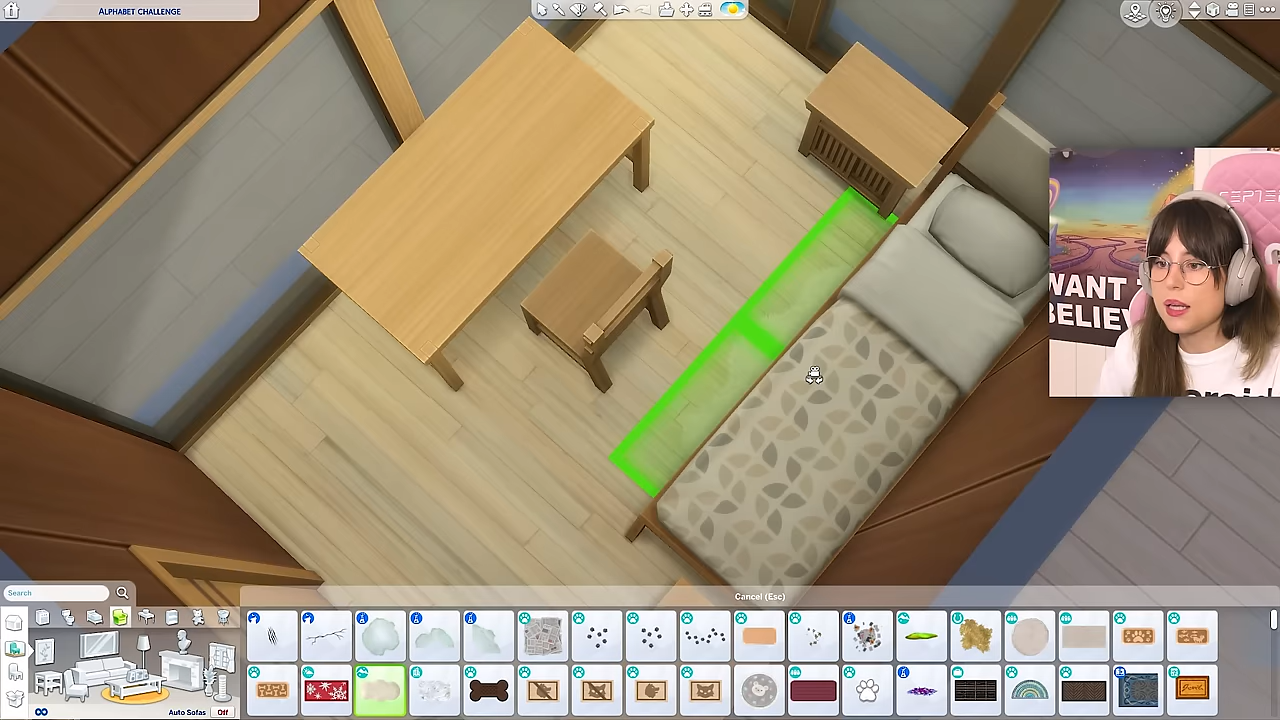 ALPHABET CHALLENGE
WANT
BELIEV
Search
Cancel (Esc)
Auto Sofas
Off